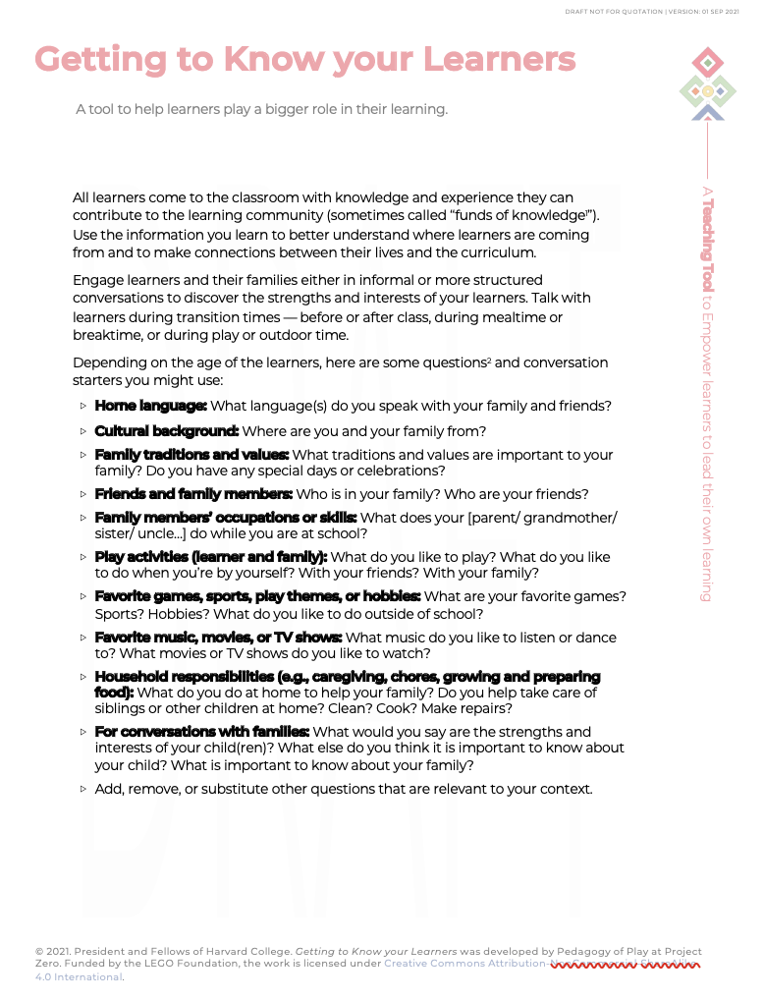 DRAFT NOT FOR QUOTATION | VERSION: 01 SEP 2021
Getting to Know your Learners
A tool to help learners play a bigger role in their learning.
A Teaching Tool to Empower learners to lead their own learning
All learners come to the classroom with knowledge and experience they can
contribute to the learning community (sometimes called “funds of knowledge¹”).
Use the information you learn to better understand where learners are coming
from and to make connections between their lives and the curriculum.
Engage learners and their families either in informal or more structured
conversations to discover the strengths and interests of your learners. Talk with
learners during transition times — before or after class, during mealtime or
breaktime, or during play or outdoor time.
Depending on the age of the learners, here are some questions² and conversation
starters you might use:
▷ Home language: What language(s) do you speak with your family and friends?
▷ Cultural background: Where are you and your family from?
▷ Family traditions and values: What traditions and values are important to your
family? Do you have any special days or celebrations?
▷ Friends and family members: Who is in your family? Who are your friends?
▷ Family members’ occupations or skills: What does your [parent/ grandmother/
sister/ uncle...] do while you are at school?
▷ Play activities (learner and family): What do you like to play? What do you like
to do when you’re by yourself? With your friends? With your family?
▷ Favorite games, sports, play themes, or hobbies: What are your favorite games?
Sports? Hobbies? What do you like to do outside of school?
▷ Favorite music, movies, or TV shows: What music do you like to listen or dance
to? What movies or TV shows do you like to watch?
▷ Household responsibilities (e.g., caregiving, chores, growing and preparing
food): What do you do at home to help your family? Do you help take care of
siblings or other children at home? Clean? Cook? Make repairs?
▷ For conversations with families: What would you say are the strengths and
interests of your child(ren)? What else do you think it is important to know about
your child? What is important to know about your family?
▷ Add, remove, or substitute other questions that are relevant to your context.
© 2021. President and Fellows of Harvard College. Getting to Know your Learners was developed by Pedagogy of Play at Project
Zero. Funded by the LEGO Foundation, the work is licensed under Creative Commons Attribution-NonCommercial-ShareAlike
4.0 International.